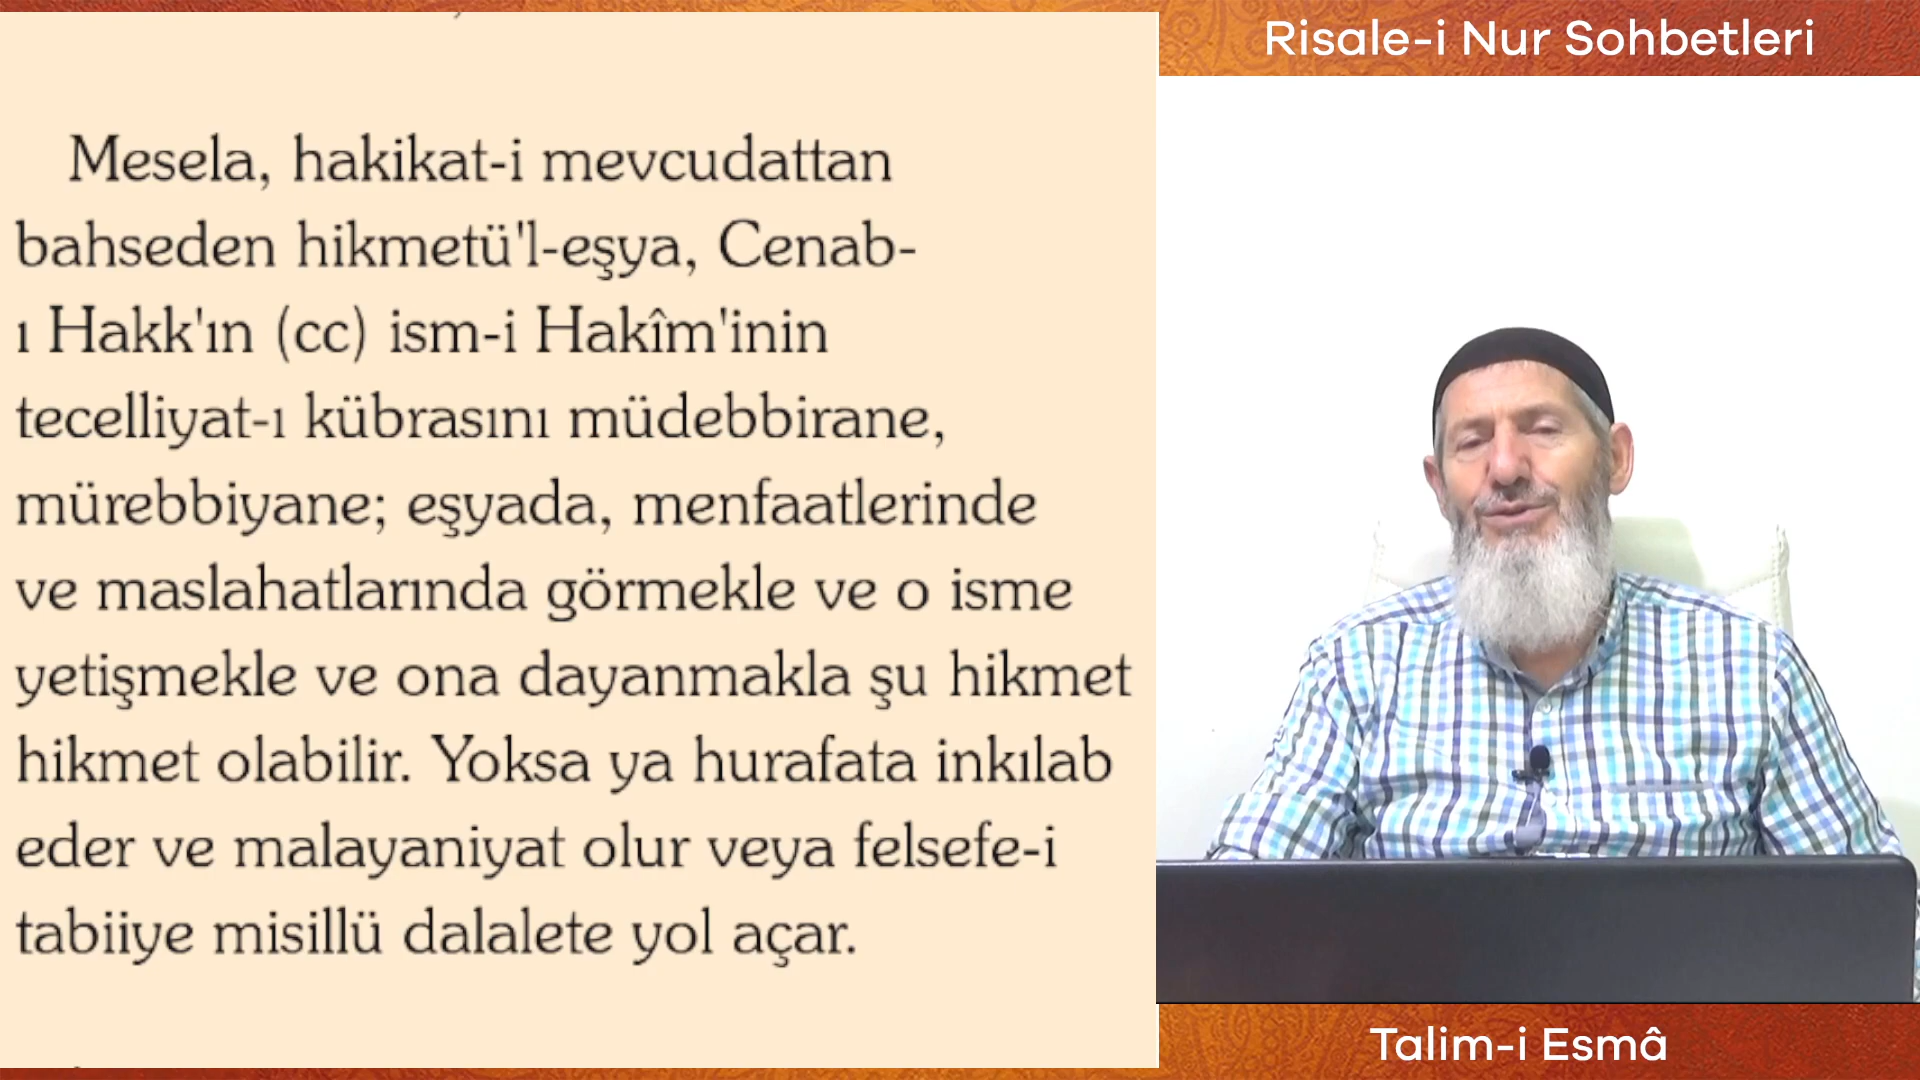 Risale-i Nur Sohbetleri
Mesela, hakikat-i mevcudattan
bahseden hikmetü'l-eşya, Cenab-
ı Hakk'ın (cc) ism-i Hakîm'inin
tecelliyat-ı kübrasını müdebbirane,
mürebbiyane; eşyada, menfaatlerinde
ve maslahatlarında görmekle ve o isme
yetişmekle ve ona dayanmakla şu hikmet
hikmet olabilir. Yoksa ya hurafata inkılab
eder ve malayaniyat olur veya felsefe-i
tabiiye misillü dalalete yol açar.
Talim-i Esmâ